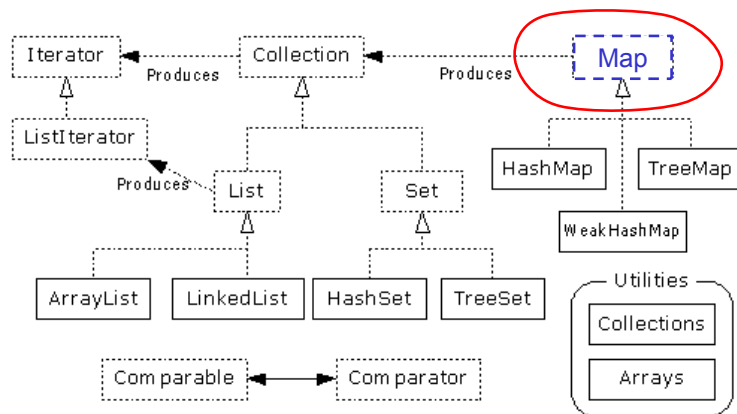 Iterator
Collection
Map
Produces
Produces
ListIterator
Produces
List
Set
HashMap
TreeMap
WeakHashMap
ArrayList
LinkedList
HashSet
TreeSet
Utilities
Collections
Arrays
Comparable
Comparator